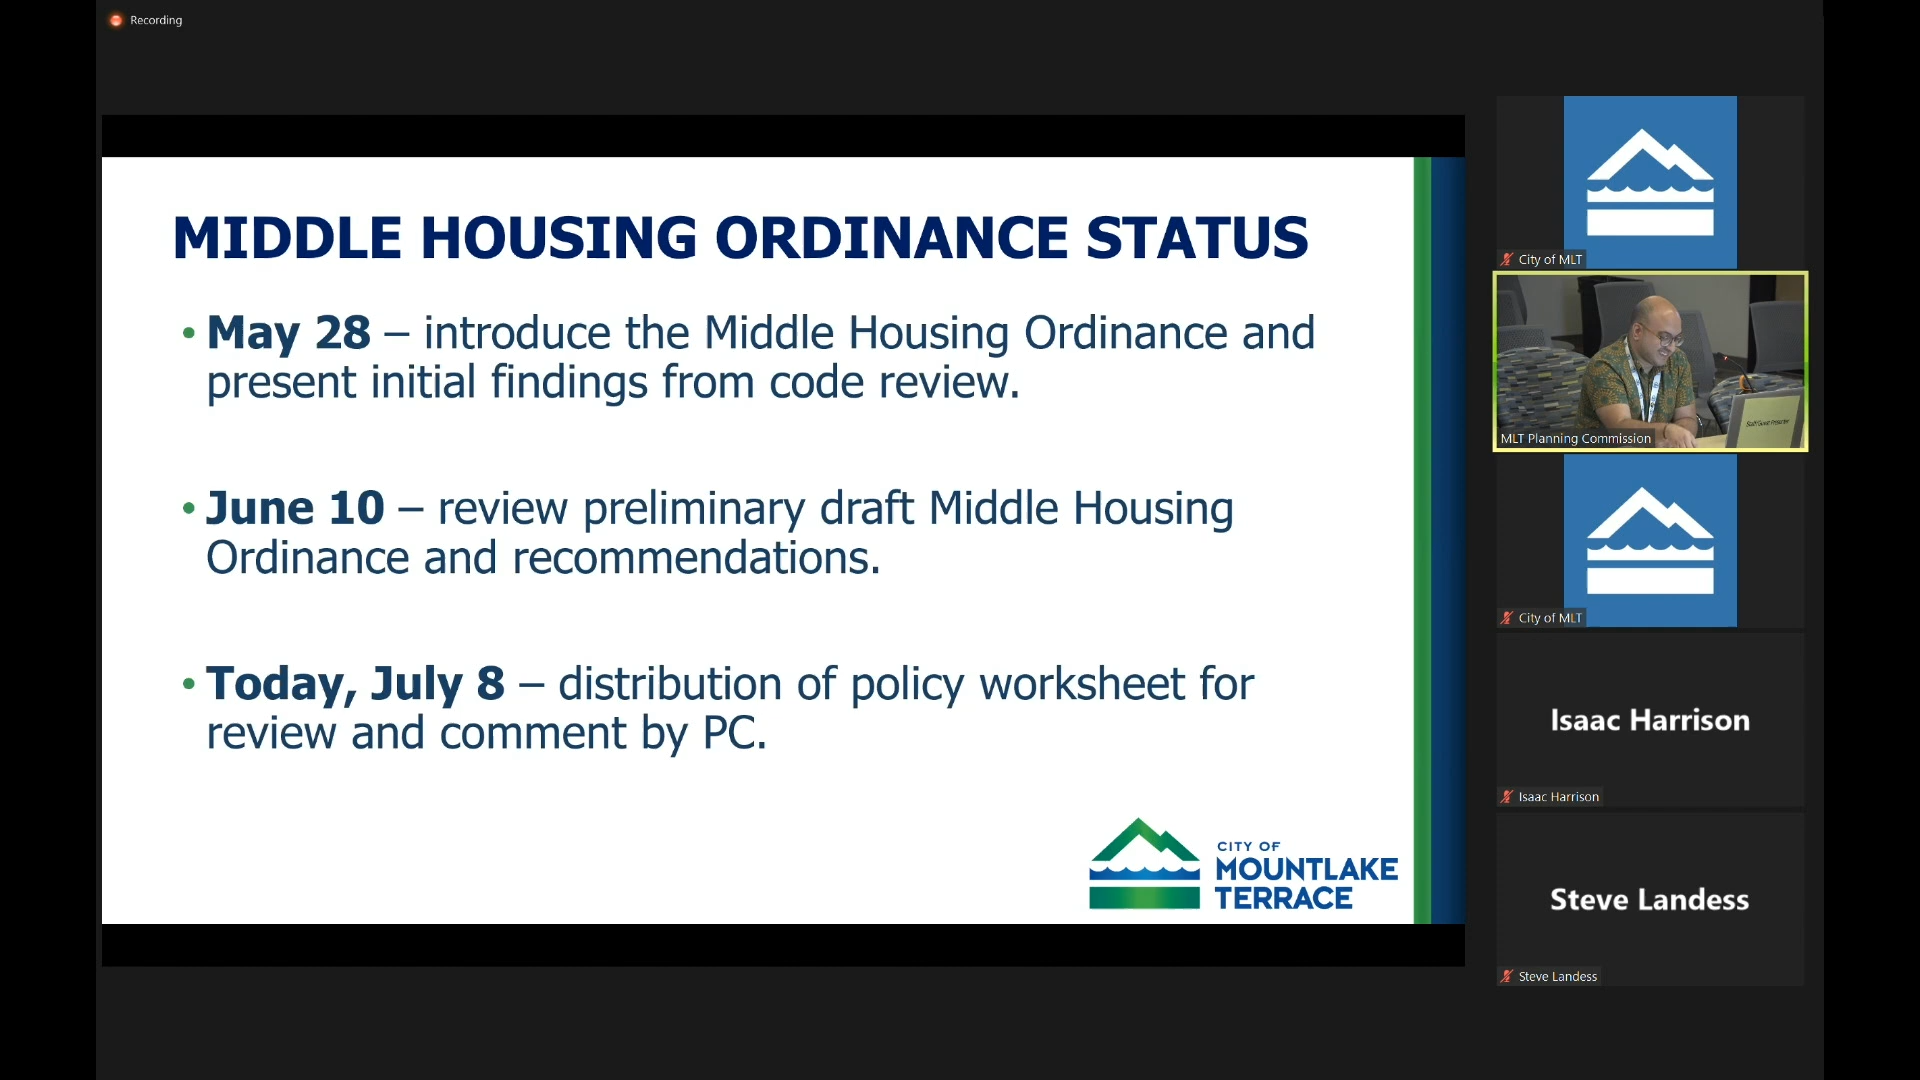 Recording
MIDDLE HOUSING ORDINANCE STATUS
• May 28 – introduce the Middle Housing Ordinance and
present initial findings from code review.
• June 10 – review preliminary draft Middle Housing
Ordinance and recommendations.
• Today, July 8 – distribution of policy worksheet for
review and comment by PC.
CITY OF
MOUNTLAKE
TERRACE
City of MLT
Staff/Guest Presenter
MLT Planning Commission
City of MLT
Isaac Harrison
Isaac Harrison
Steve Landess
Steve Landess